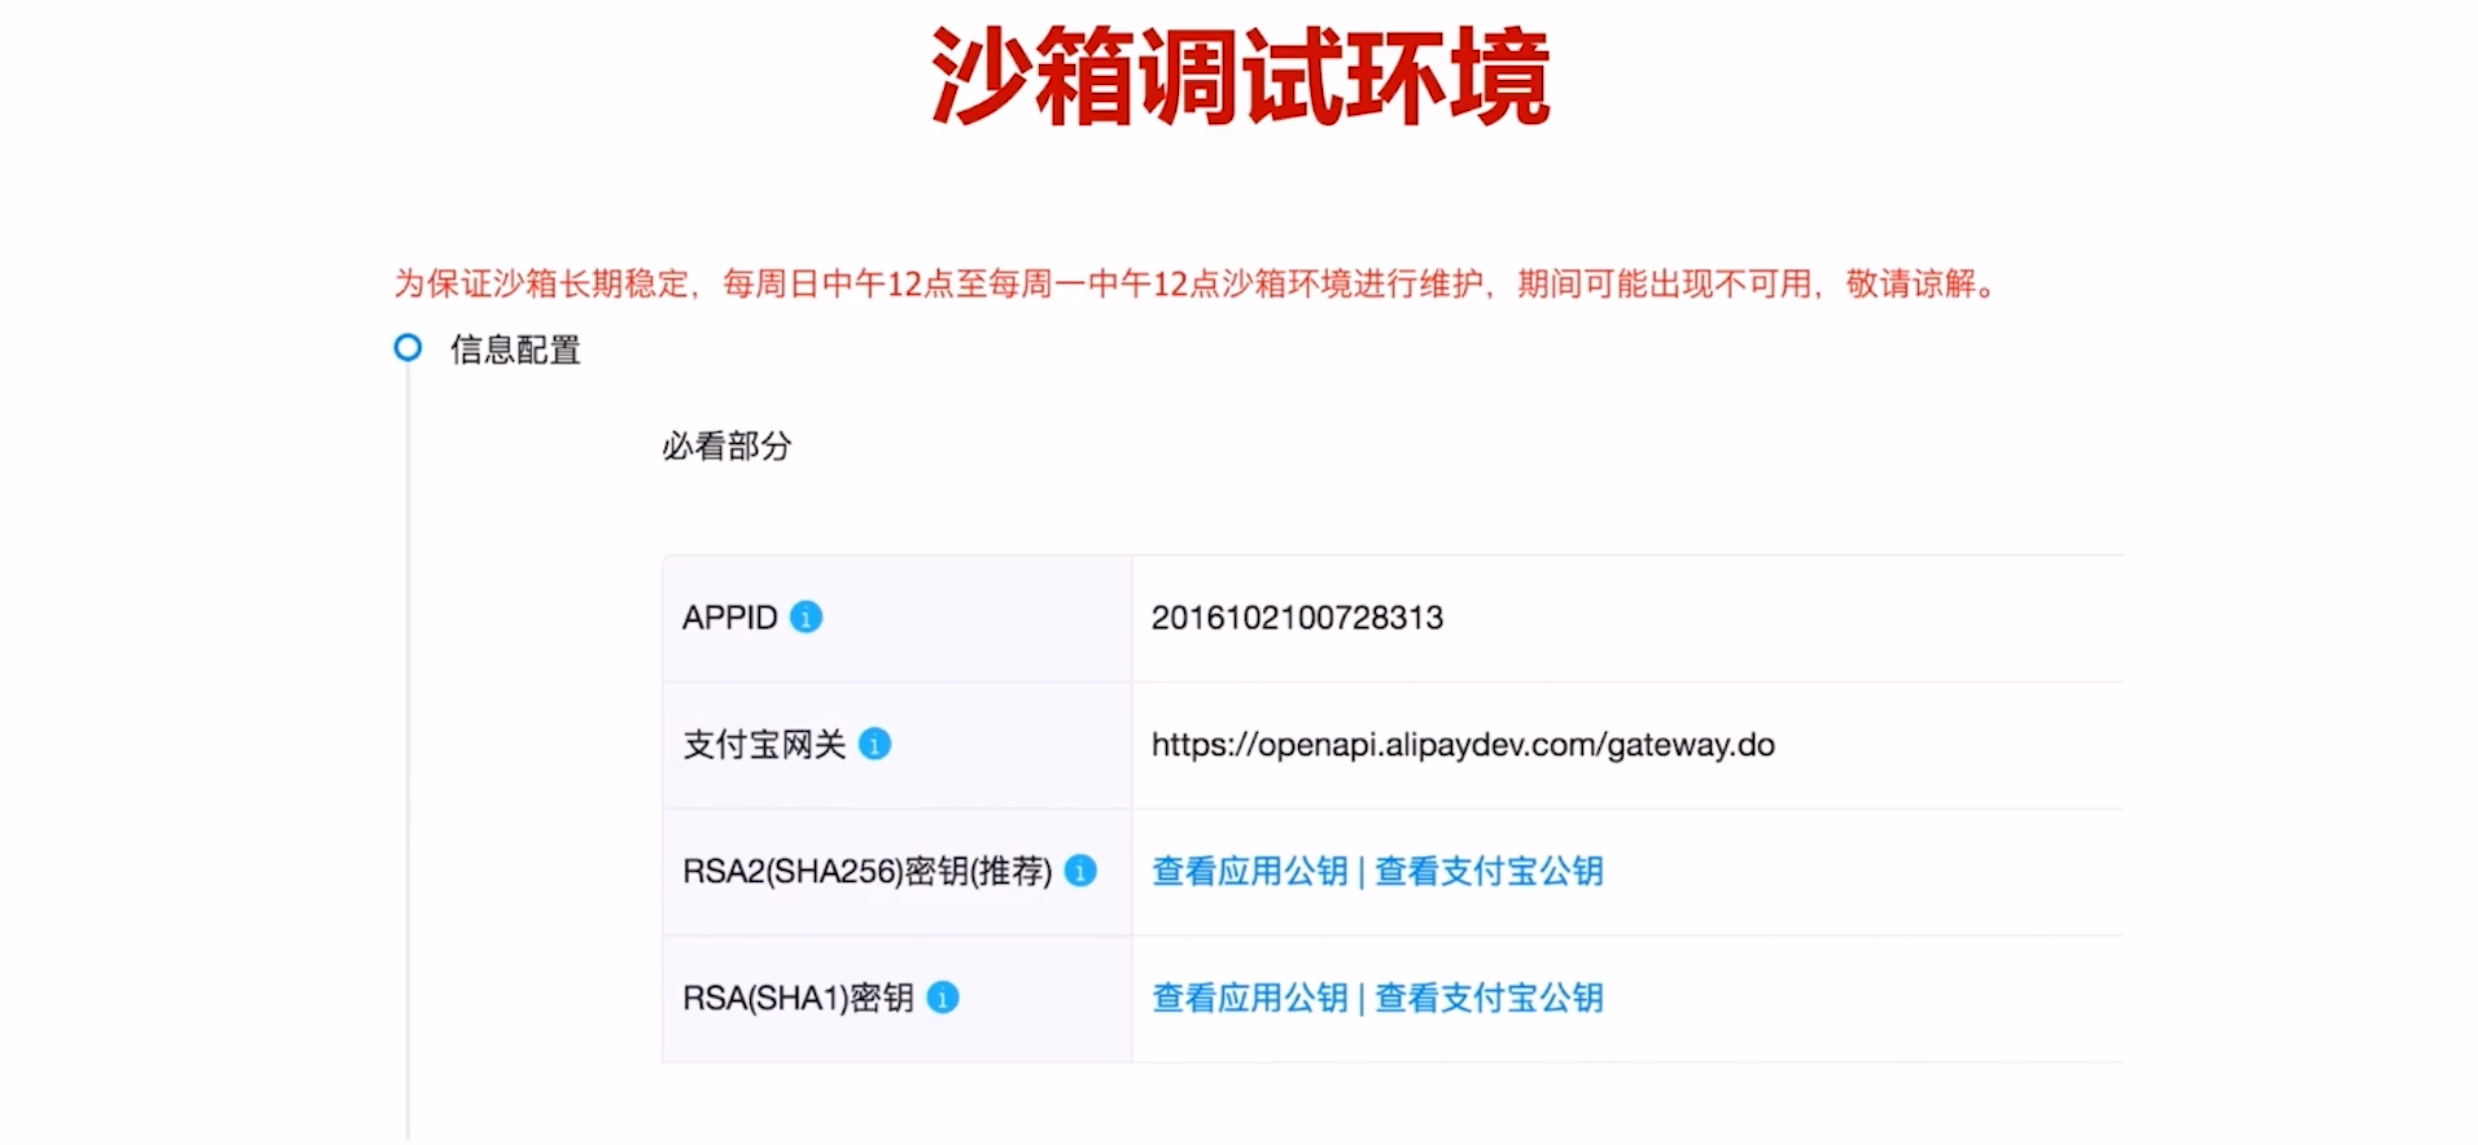 沙箱调试环境
为保证沙箱长期稳定，每周日中午12点至每周一中午12点沙箱环境进行维护，期间可能出现不可用，敬请谅解。
信息配置
必看部分
APPID 2016102100728313
支付宝网关 https://openapi.alipaydev.com/gateway.do
RSA2(SHA256)密钥(推荐) 查看应用公钥 | 查看支付宝公钥
RSA(SHA1)密钥 查看应用公钥 | 查看支付宝公钥